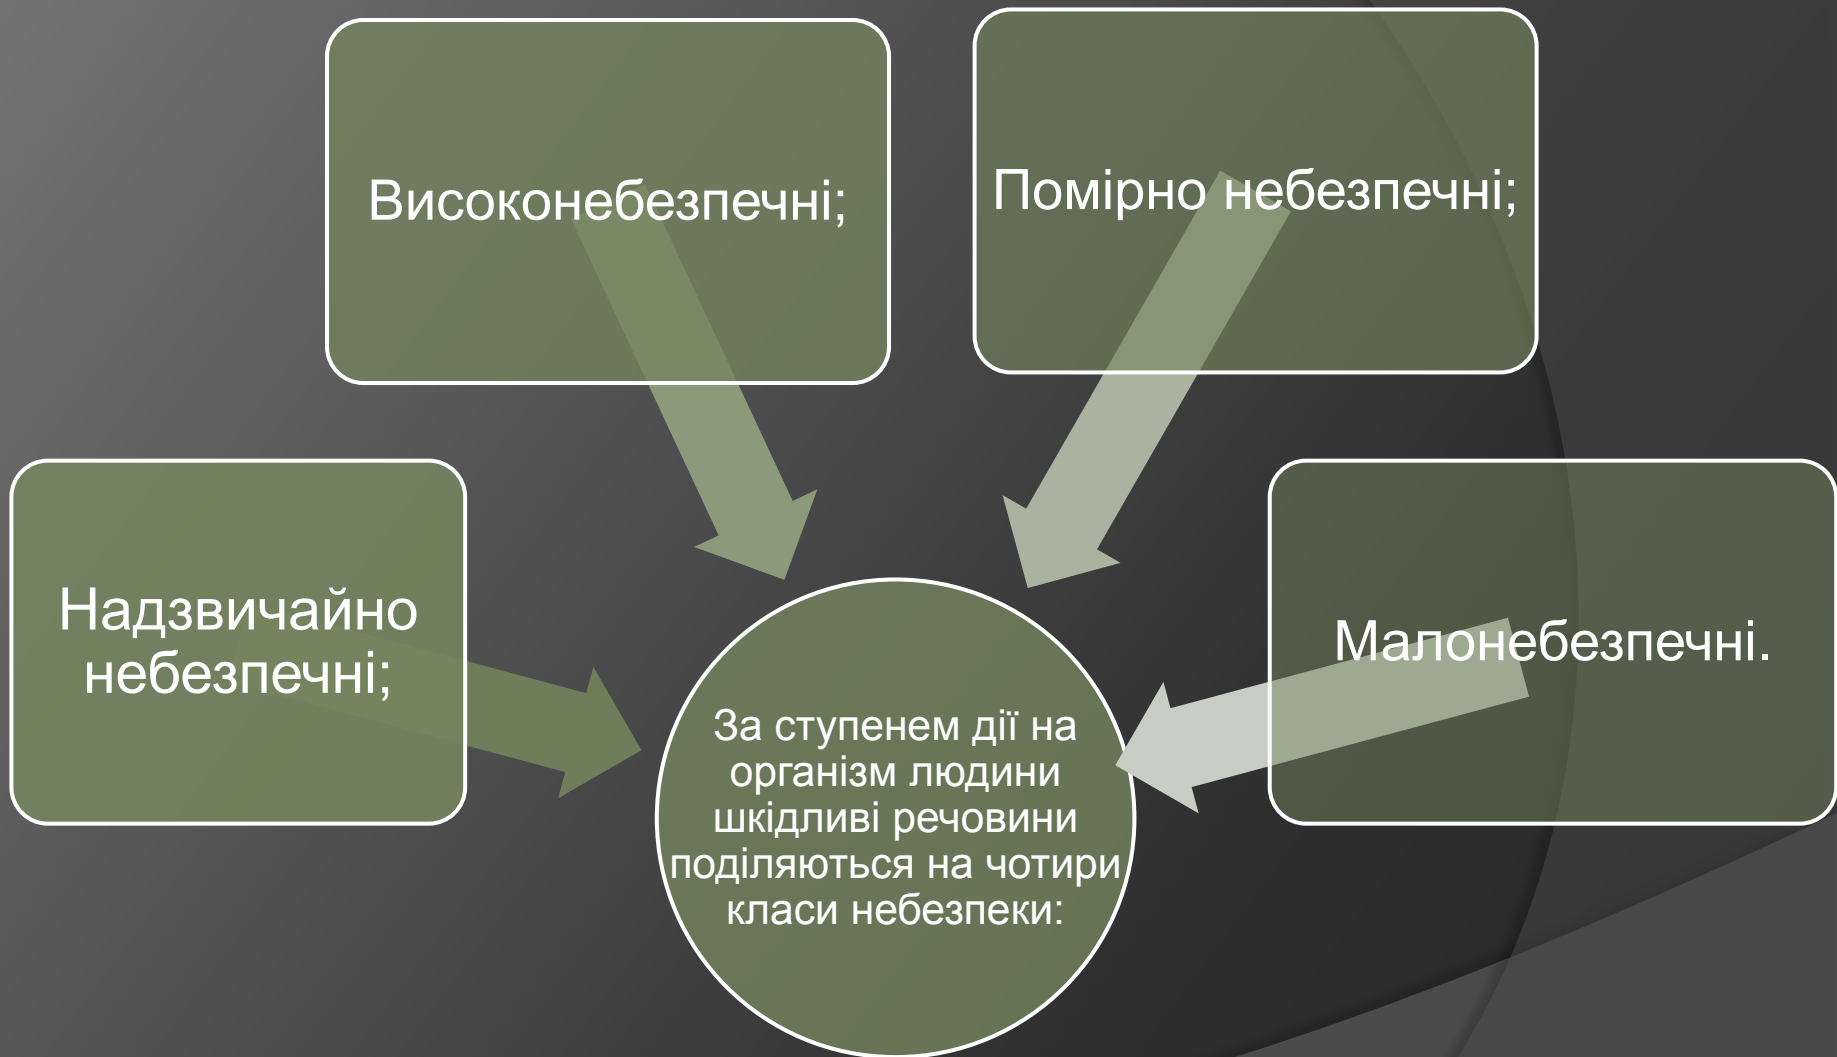 Високонебезпечні;
Помірно небезпечні;
Надзвичайно
небезпечні;
Малонебезпечні.
За ступенем дії на
організм людини
шкідливі речовини
поділяються на чотири
класи небезпеки: